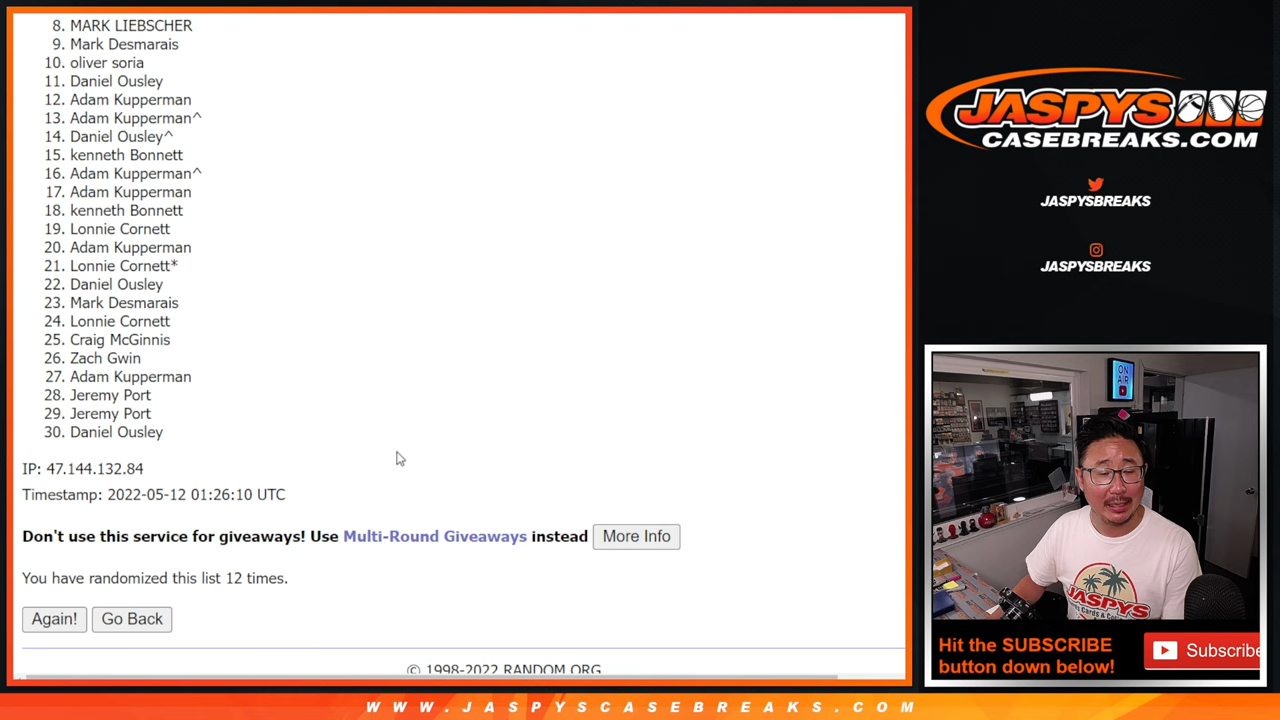 8. MARK LIEBSCHER
9. Mark Desmarais
10. oliver soria
11. Daniel Ousley
12. Adam Kupperman
13. Adam Kupperman^
14. Daniel Ousley^
15. kenneth Bonnett
16. Adam Kupperman^
17. Adam Kupperman
18. kenneth Bonnett
19. Lonnie Cornett
20. Adam Kupperman
21. Lonnie Cornett*
22. Daniel Ousley
23. Mark Desmarais
24. Lonnie Cornett
25. Craig McGinnis
26. Zach Gwin
27. Adam Kupperman
28. Jeremy Port
29. Jeremy Port
30. Daniel Ousley
IP: 47.144.132.84
Timestamp: 2022-05-12 01:26:10 UTC
Don't use this service for giveaways! Use Multi-Round Giveaways instead More Info
You have randomized this list 12 times.
Again! Go Back
© 1998-2022 RANDOM.ORG
JASPYS
CASEBREAKS.COM
JASPYSBREAKS
JASPYSBREAKS
ON
AIR
JASPYS
Hit the SUBSCRIBE
button down below!
Subscribe
WWW.JASPYSCASEBREAKS.COM